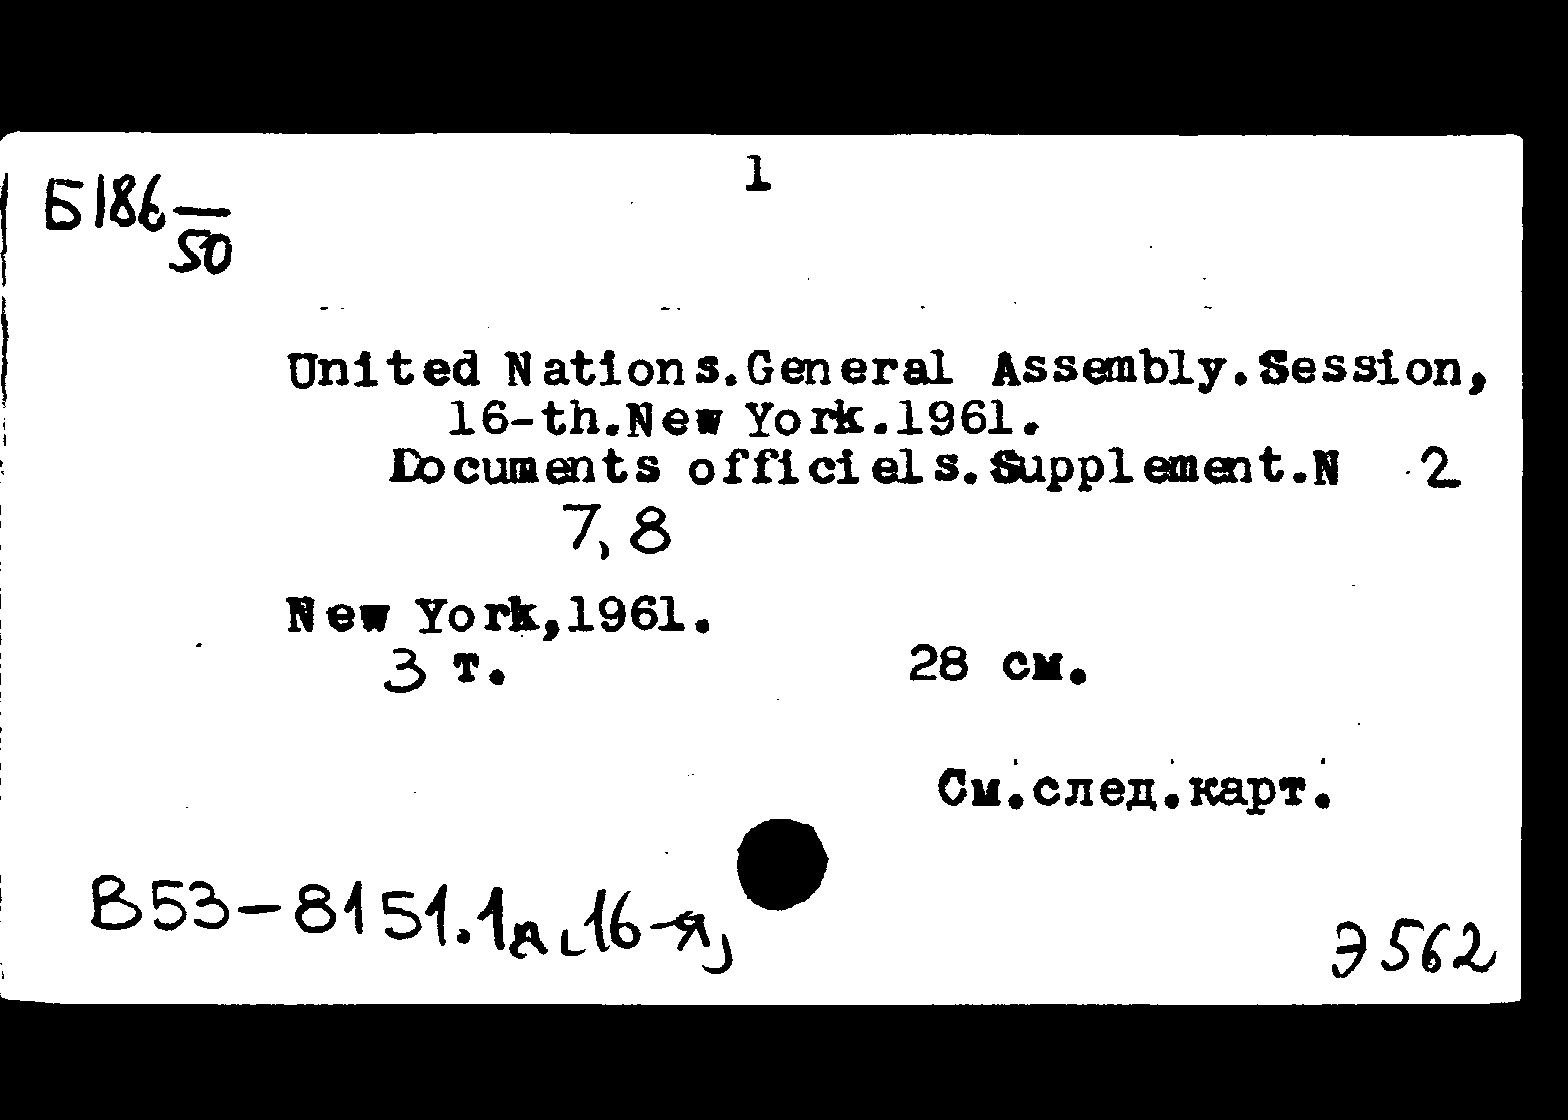 1
Б186—
50
United Nations.General Assembly.Session,
16-th.New York.1961.
Documents officiels.Supplement.N 2
7, 8
New York,1961.
3 т. 28 см.
См.след.карт.
В53-8151.1д 16-я
Э562